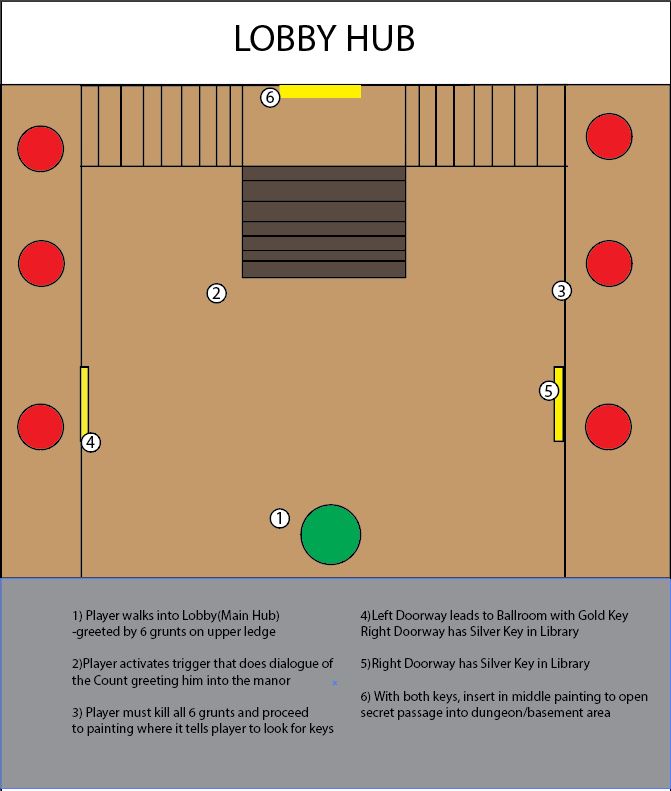 LOBBY HUB
6
2
3
5
4
1
1) Player walks into Lobby(Main Hub)
-greeted by 6 grunts on upper ledge
2)Player activates trigger that does dialogue of
the Count greeting him into the manor
3) Player must kill all 6 grunts and proceed
to painting where it tells player to look for keys
4)Left Doorway leads to Ballroom with Gold Key
Right Doorway has Silver Key in Library
5)Right Doorway has Silver Key in Library
6) With both keys, insert in middle painting to open
secret passage into dungeon/basement area